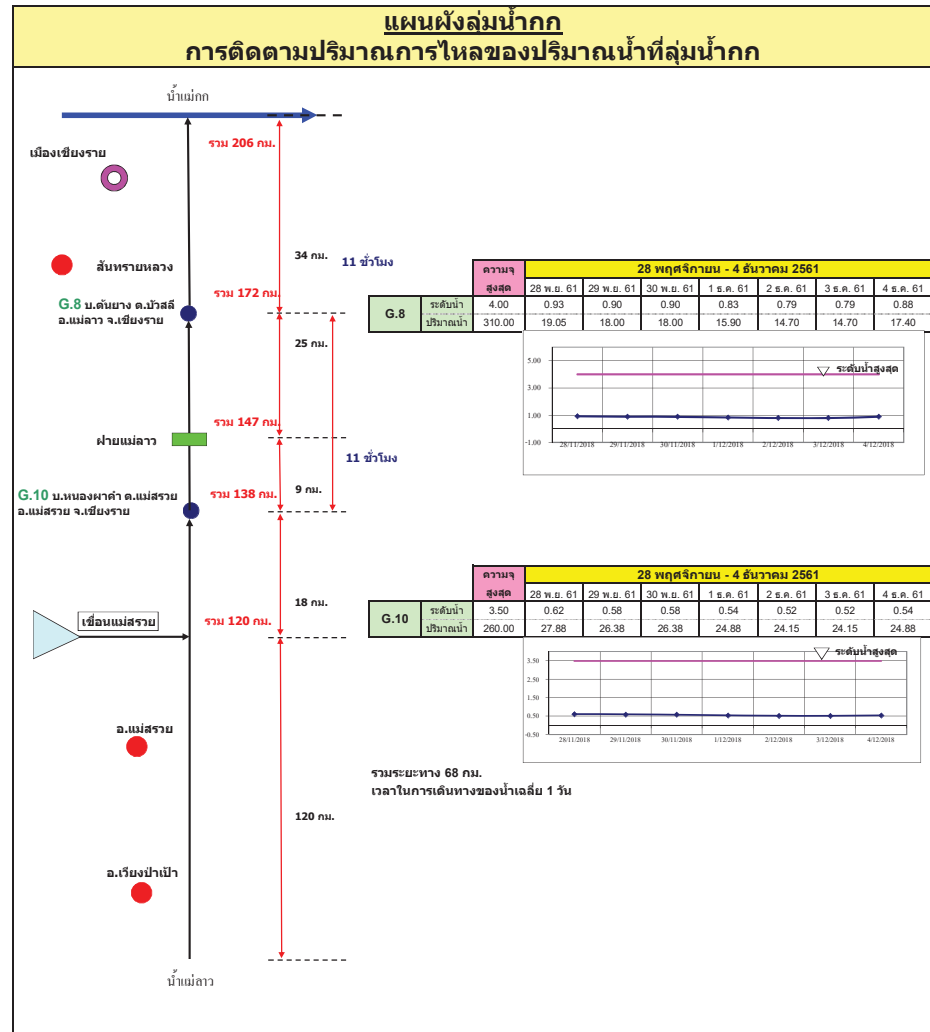 แผนผังลุ่มน้ำกก
การติดตามปริมาณการไหลของปริมาณน้ำที่ลุ่มน้ำกก
น้ำแม่กก
รวม 206 กม.
เมืองเชียงราย
34 กม.
11 ชั่วโมง
สันทรายหลวง
รวม 172 กม.
G.8 บ.ต้นยาง ต.บัวสลี
อ.แม่ลาว จ.เชียงราย
25 กม.
รวม 147 กม.
ฝายแม่ลาว
11 ชั่วโมง
G.10 บ.หนองผาคำ ต.แม่สรวย
อ.แม่สรวย จ.เชียงราย
รวม 138 กม.
9 กม.
18 กม.
เขื่อนแม่สรวย
รวม 120 กม.
อ.แม่สรวย
120 กม.
อ.เวียงป่าเป้า
น้ำแม่ลาว
ความจุ 28 พฤศจิกายน - 4 ธันวาคม 2561
สูงสุด 28 พ.ย. 61 29 พ.ย. 61 30 พ.ย. 61 1 ธ.ค. 61 2 ธ.ค. 61 3 ธ.ค. 61 4 ธ.ค. 61
G.8 ระดับน้ำ 4.00 0.93 0.90 0.90 0.83 0.79 0.79 0.88
ปริมาณน้ำ 310.00 19.05 18.00 18.00 15.90 14.70 14.70 17.40
ระดับน้ำสูงสุด
5.00
3.00
1.00
-1.00
28/11/2018 29/11/2018 30/11/2018 1/12/2018 2/12/2018 3/12/2018 4/12/2018
ความจุ 28 พฤศจิกายน - 4 ธันวาคม 2561
สูงสุด 28 พ.ย. 61 29 พ.ย. 61 30 พ.ย. 61 1 ธ.ค. 61 2 ธ.ค. 61 3 ธ.ค. 61 4 ธ.ค. 61
G.10 ระดับน้ำ 3.50 0.62 0.58 0.58 0.54 0.52 0.52 0.54
ปริมาณน้ำ 260.00 27.88 26.38 26.38 24.88 24.15 24.15 24.88
ระดับน้ำสูงสุด
3.50
2.50
1.50
0.50
-0.50
28/11/2018 29/11/2018 30/11/2018 1/12/2018 2/12/2018 3/12/2018 4/12/2018
รวมระยะทาง 68 กม.
เวลาในการเดินทางของน้ำเฉลี่ย 1 วัน